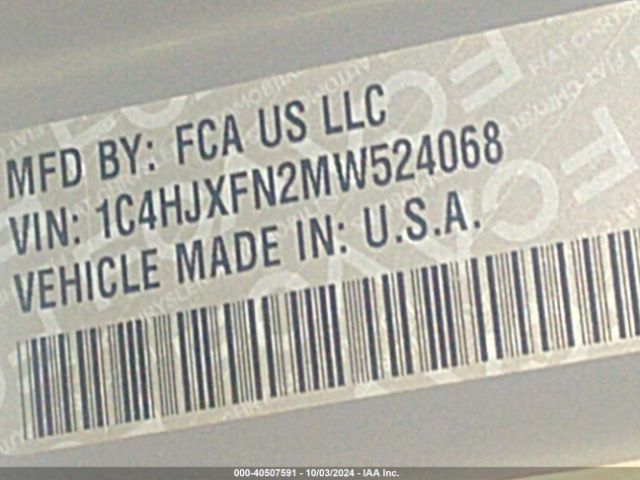 MFD BY: FCA US LLC
VIN: 1C4HJXFN2MW524068
VEHICLE MADE IN: U.S.A.
000-40507591 - 10/03/2024 - IAA Inc.